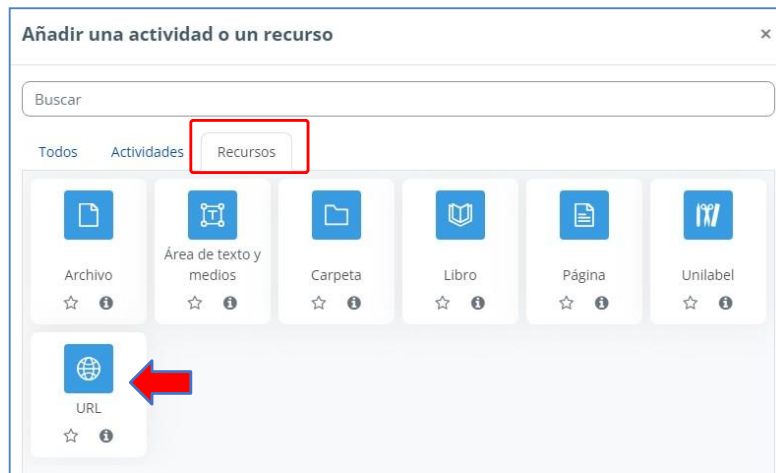 Añadir una actividad o un recurso
×
Buscar
Todos Actividades Recursos
Archivo
Área de texto y
medios
Carpeta
Libro
Página
Unilabel
URL